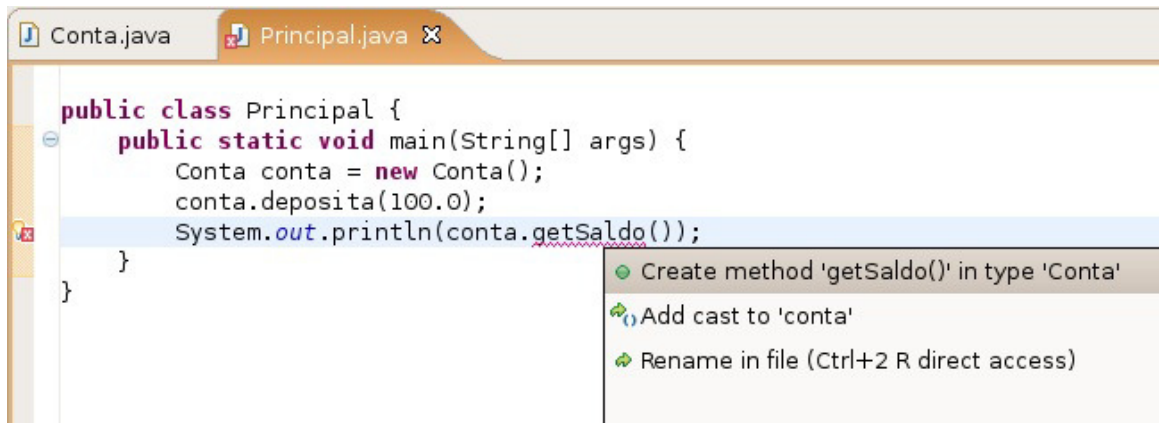 Conta.java Principal.java
public class Principal {
public static void main(String[] args) {
Conta conta = new Conta();
conta.deposita(100.0);
System.out.println(conta.getSaldo());
}
}
Create method 'getSaldo()' in type 'Conta'
Add cast to 'conta'
Rename in file (Ctrl+2 R direct access)